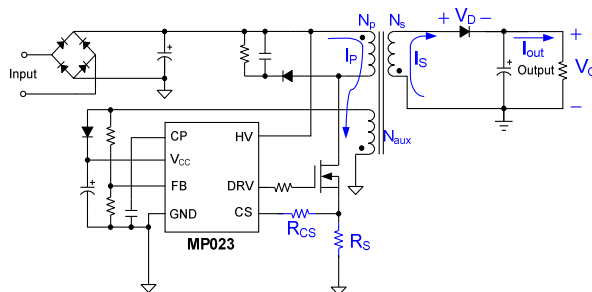 Np Ns + VD −
IP IS Iout +
Input Output
+ + VO
−
CP HV Naux
VCC
FB DRV
+
GND CS
RCS
MP023 RS